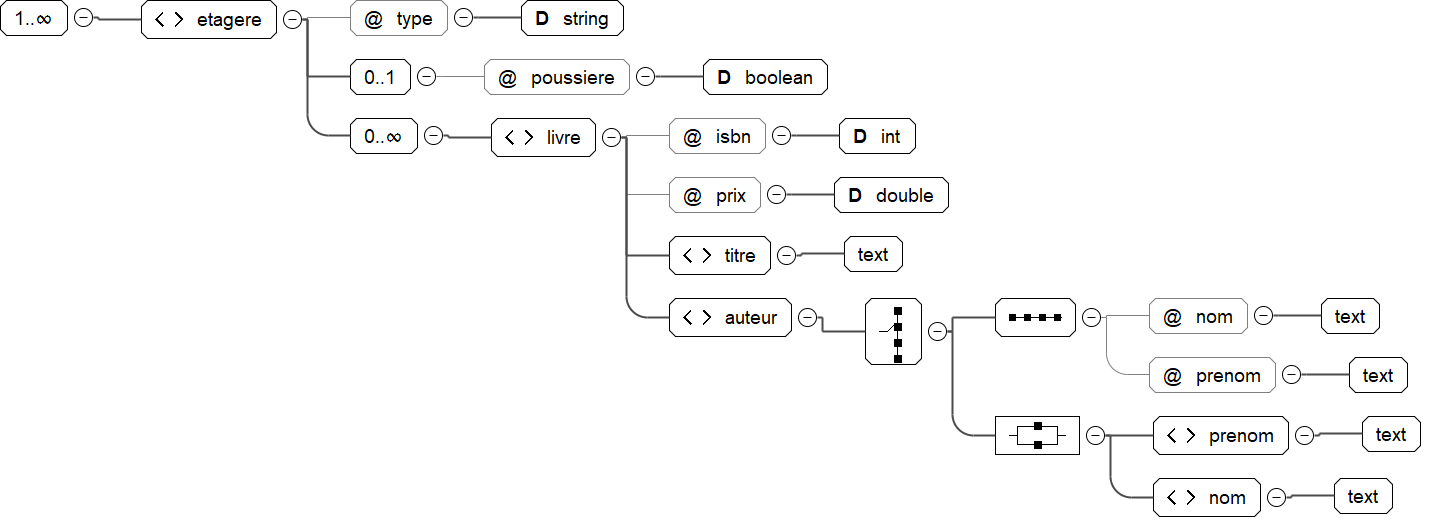 1..∞ < > etagere @ type D string
0..1 @ poussiere D boolean
0..∞ < > livre @ isbn D int
@ prix D double
< > titre text
< > auteur @ nom text
@ prenom text
< > prenom text
< > nom text